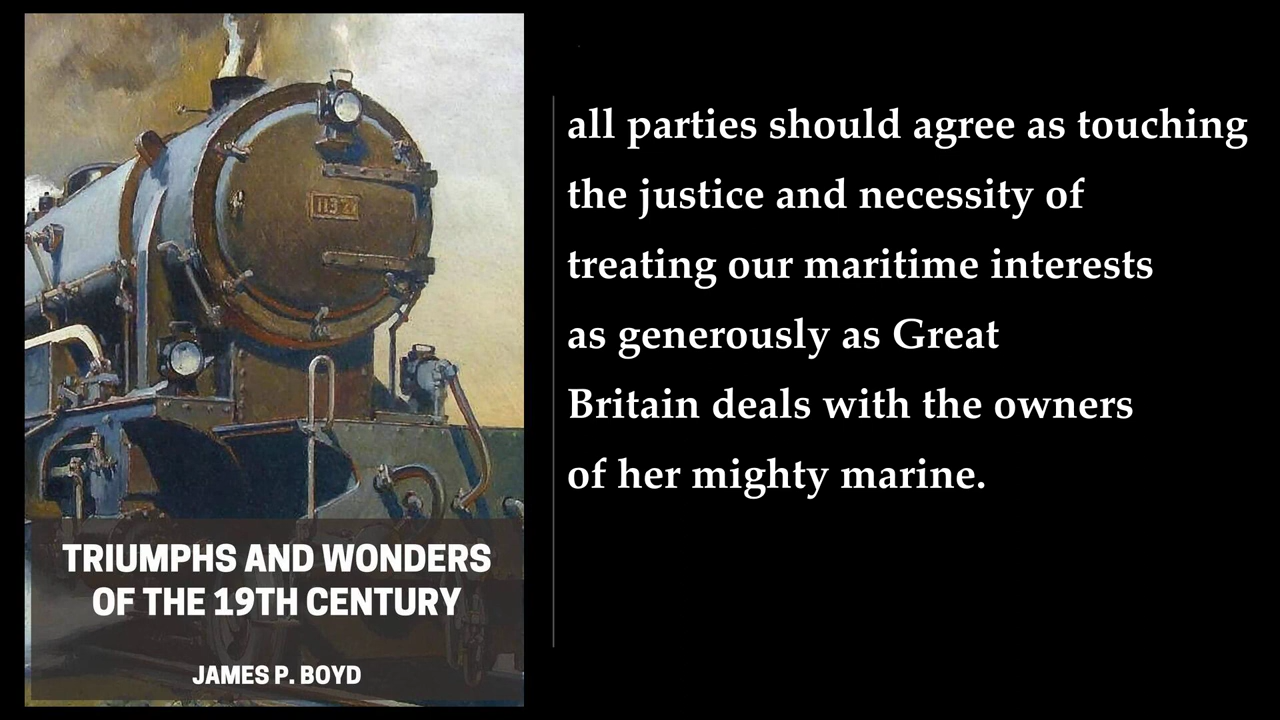 1132
TRIUMPHS AND WONDERS
OF THE 19TH CENTURY
JAMES P. BOYD
all parties should agree as touching
the justice and necessity of
treating our maritime interests
as generously as Great
Britain deals with the owners
of her mighty marine.